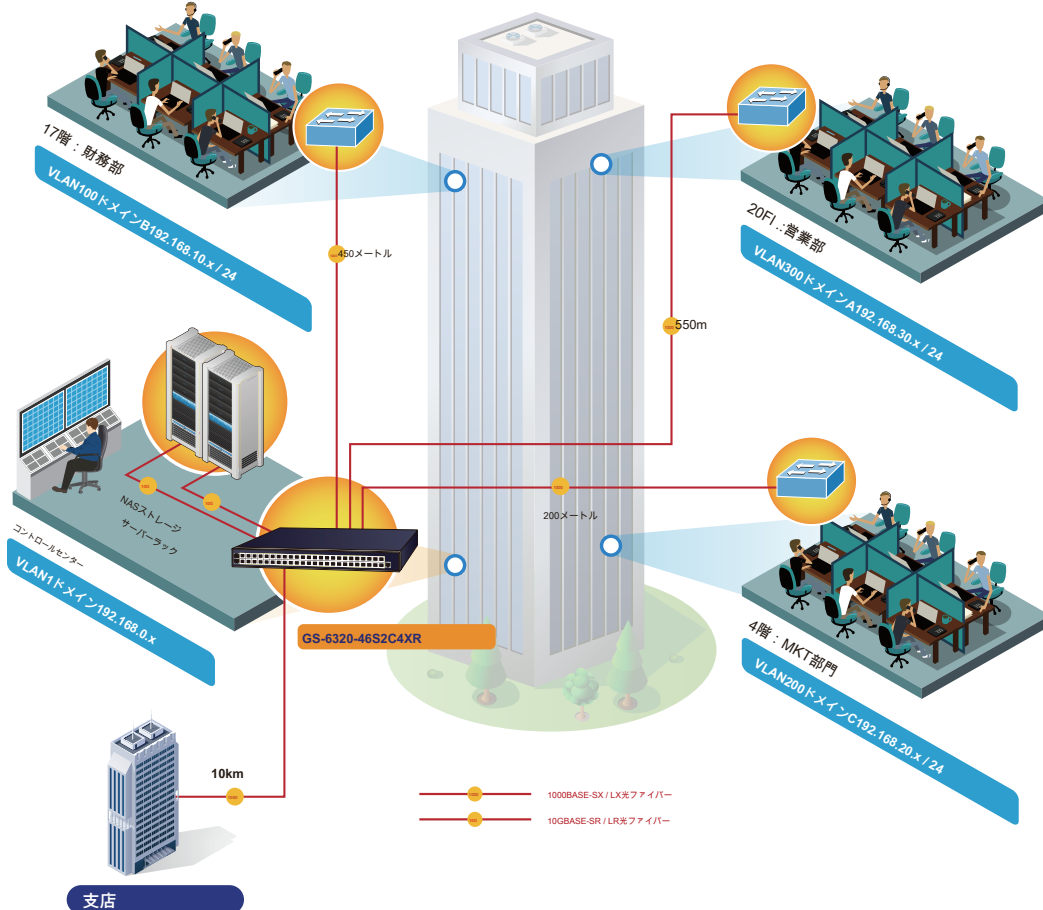 17階：財務部
VLAN100ドメインB192.168.10.x / 24
450メートル
20Fl .:営業部
VLAN300ドメインA192.168.30.x / 24
550m
NASストレージ
サーバーラック
コントロールセンター
VLAN1ドメイン192.168.0.x
200メートル
GS-6320-46S2C4XR
4階：MKT部門
VLAN200ドメインC192.168.20.x / 24
10km
1000BASE-SX / LX光ファイバー
10GBASE-SR / LR光ファイバー
支店